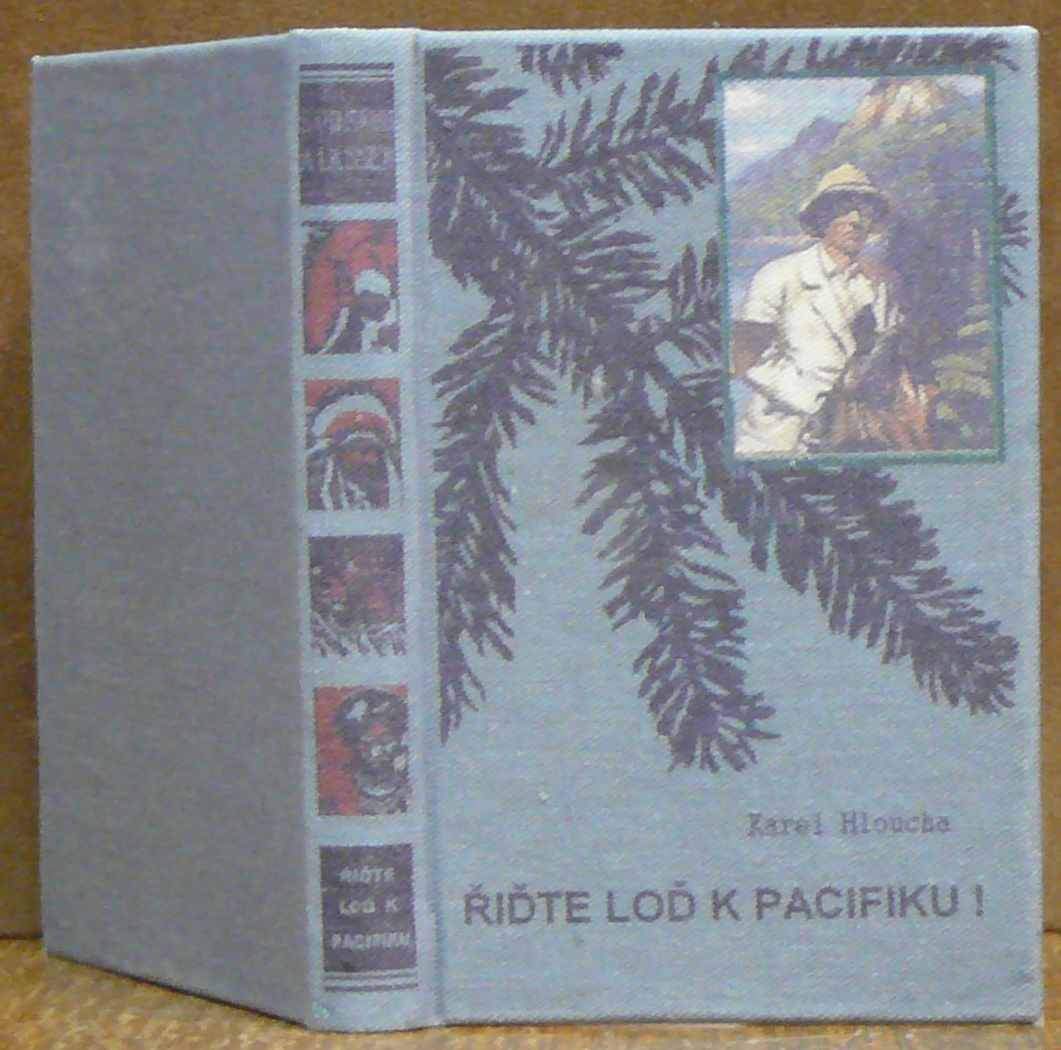 ŘIĎTE
LOĎ K
PACIFIKU
Karel Hloucha
ŘIĎTE LOĎ K PACIFIKU !